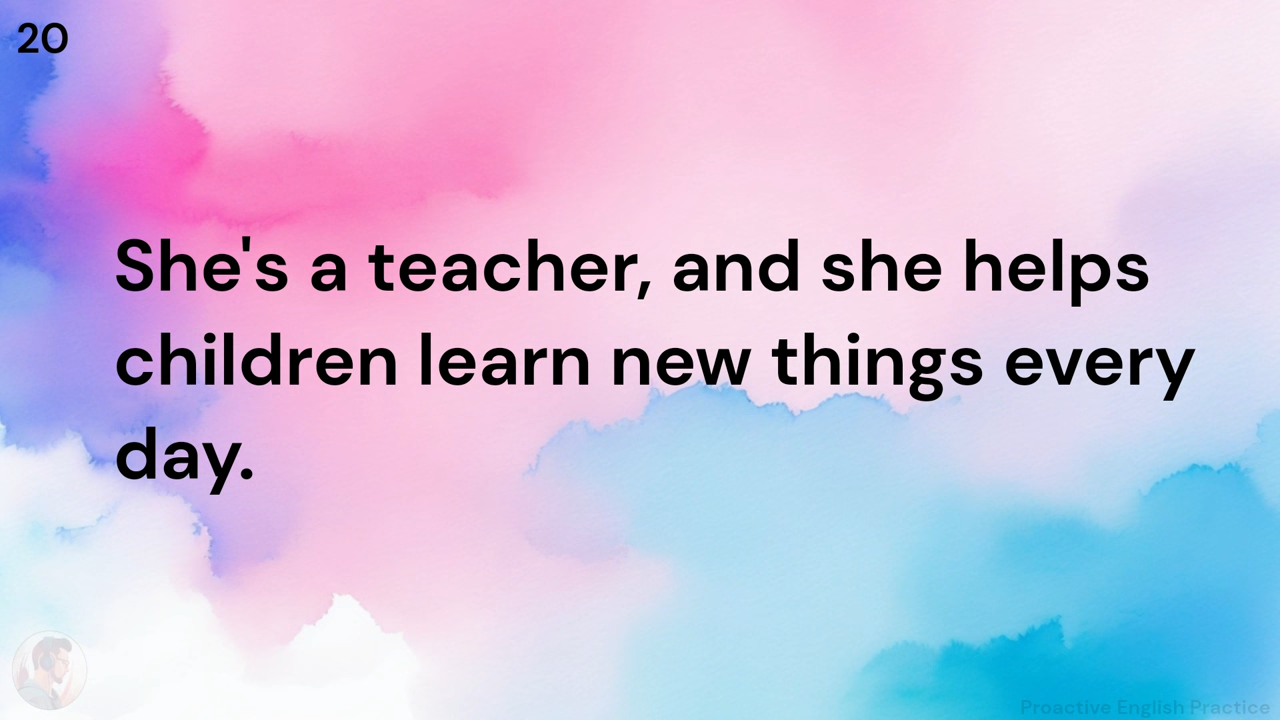 20
She's a teacher, and she helps
children learn new things every
day.
Proactive English Practice